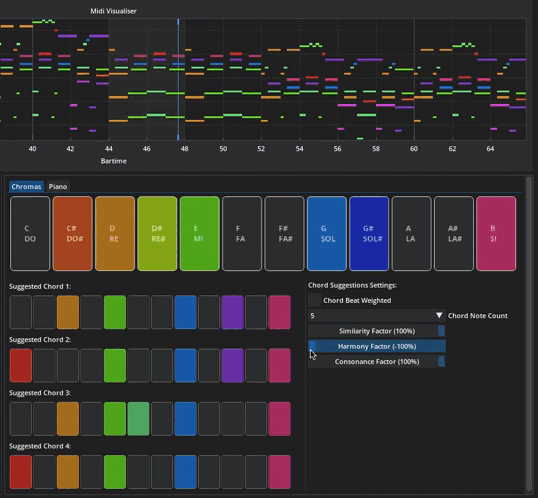 Midi Visualiser
40 42 44 46 48 50 52 54 56 58 60 62 64
Bartime
Chromas Piano
C C# D D# E F F# G G# A A# B
DO DO# RE RE# MI FA FA# SOL SOL# LA LA# SI
Suggested Chord 1:
Suggested Chord 2:
Suggested Chord 3:
Suggested Chord 4:
Chord Suggestions Settings:
Chord Beat Weighted
5 Chord Note Count
Similarity Factor (100%)
Harmony Factor (-100%)
Consonance Factor (100%)